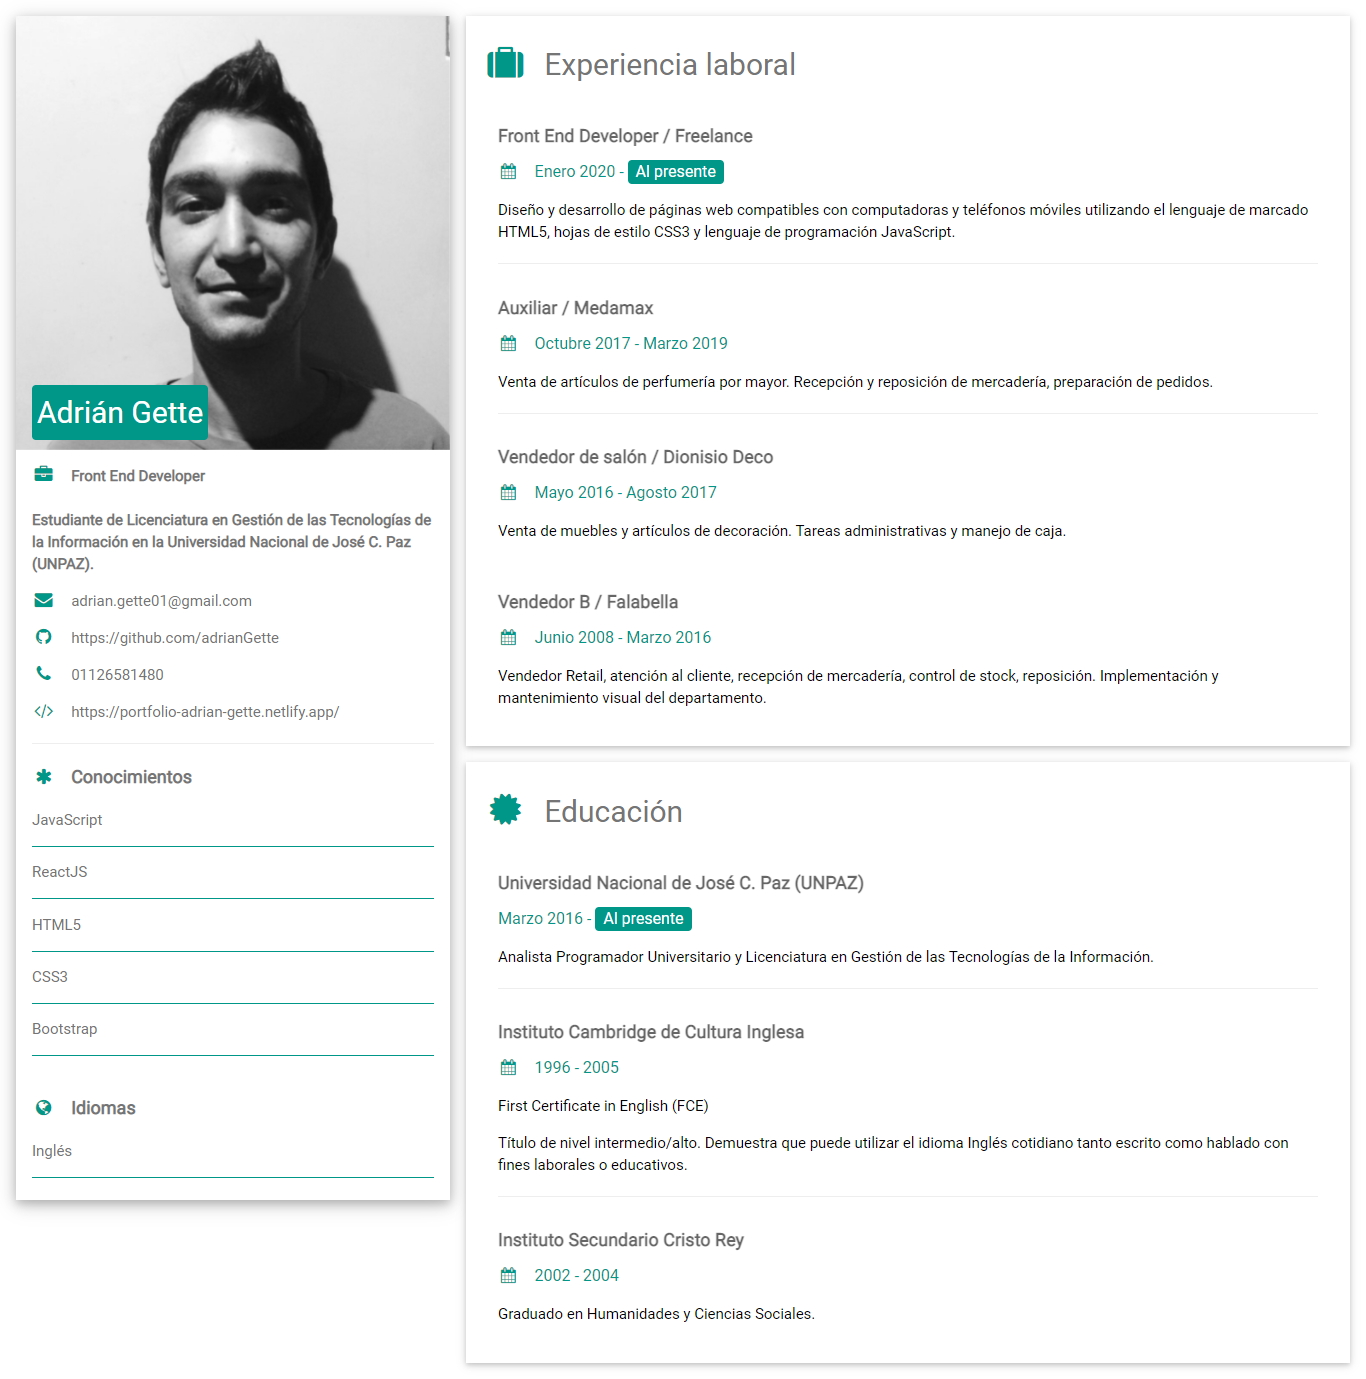 Adrián Gette
Front End Developer
Estudiante de Licenciatura en Gestión de las Tecnologías de
la Información en la Universidad Nacional de José C. Paz
(UNPAZ).
adrian.gette01@gmail.com
https://github.com/adrianGette
01126581480
https://portfolio-adrian-gette.netlify.app/
Conocimientos
JavaScript
ReactJS
HTML5
CSS3
Bootstrap
Idiomas
Inglés
Experiencia laboral
Front End Developer / Freelance
Enero 2020 - Al presente
Diseño y desarrollo de páginas web compatibles con computadoras y teléfonos móviles utilizando el lenguaje de marcado
HTML5, hojas de estilo CSS3 y lenguaje de programación JavaScript.
Auxiliar / Medamax
Octubre 2017 - Marzo 2019
Venta de artículos de perfumería por mayor. Recepción y reposición de mercadería, preparación de pedidos.
Vendedor de salón / Dionisio Deco
Mayo 2016 - Agosto 2017
Venta de muebles y artículos de decoración. Tareas administrativas y manejo de caja.
Vendedor B / Falabella
Junio 2008 - Marzo 2016
Vendedor Retail, atención al cliente, recepción de mercadería, control de stock, reposición. Implementación y
mantenimiento visual del departamento.
Educación
Universidad Nacional de José C. Paz (UNPAZ)
Marzo 2016 - Al presente
Analista Programador Universitario y Licenciatura en Gestión de las Tecnologías de la Información.
Instituto Cambridge de Cultura Inglesa
1996 - 2005
First Certificate in English (FCE)
Título de nivel intermedio/alto. Demuestra que puede utilizar el idioma Inglés cotidiano tanto escrito como hablado con
fines laborales o educativos.
Instituto Secundario Cristo Rey
2002 - 2004
Graduado en Humanidades y Ciencias Sociales.